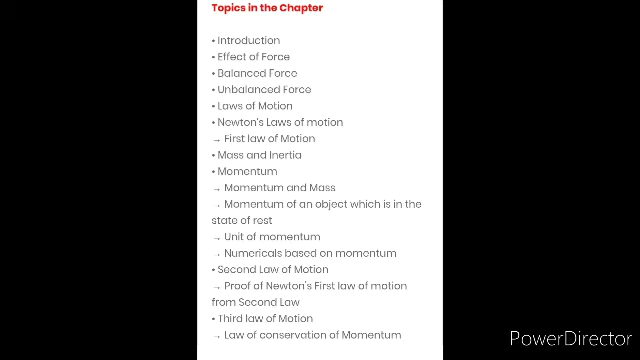 Topics in the Chapter
• Introduction
• Effect of Force
• Balanced Force
• Unbalanced Force
• Laws of Motion
• Newton's Laws of motion
→ First law of Motion
• Mass and Inertia
• Momentum
→ Momentum and Mass
→ Momentum of an object which is in the
state of rest
→ Unit of momentum
→ Numericals based on momentum
• Second Law of Motion
→ Proof of Newton's First law of motion
from Second Law
• Third law of Motion
→ Law of conservation of Momentum
PowerDirector